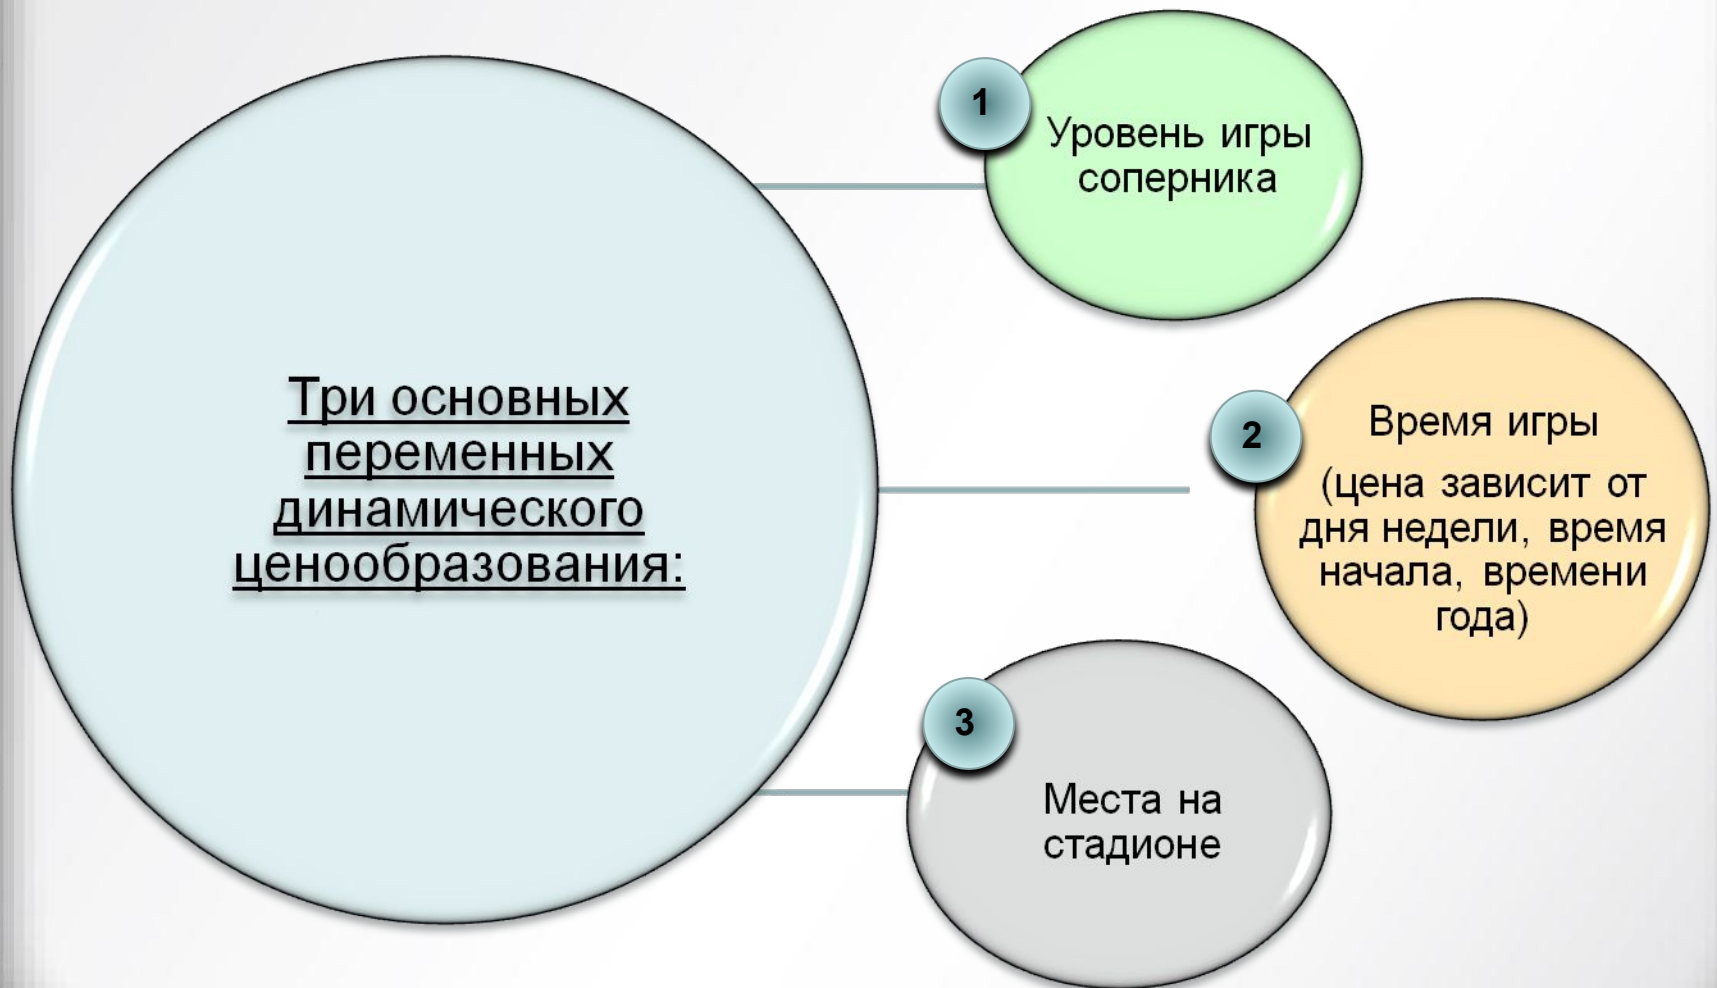 Три основных
переменных
динамического
ценообразования:
1
Уровень игры
соперника
2
Время игры
(цена зависит от
дня недели, время
начала, времени
года)
3
Места на
стадионе